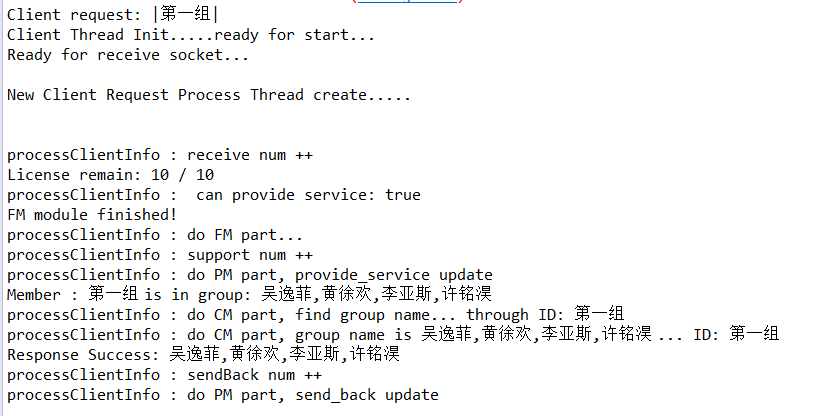 Client request: |第一组|
Client Thread Init.....ready for start...
Ready for receive socket...
New Client Request Process Thread create.....
processClientInfo : receive num ++
License remain: 10 / 10
processClientInfo :  can provide service: true
FM module finished!
processClientInfo : do FM part...
processClientInfo : support num ++
processClientInfo : do PM part, provide_service update
Member : 第一组 is in group: 吴逸菲,黄徐欢,李亚斯,许铭淏
processClientInfo : do CM part, find group name... through ID: 第一组
processClientInfo : do CM part, group name is 吴逸菲,黄徐欢,李亚斯,许铭淏 ... ID: 第一组
Response Success: 吴逸菲,黄徐欢,李亚斯,许铭淏
processClientInfo : sendBack num ++
processClientInfo : do PM part, send_back update